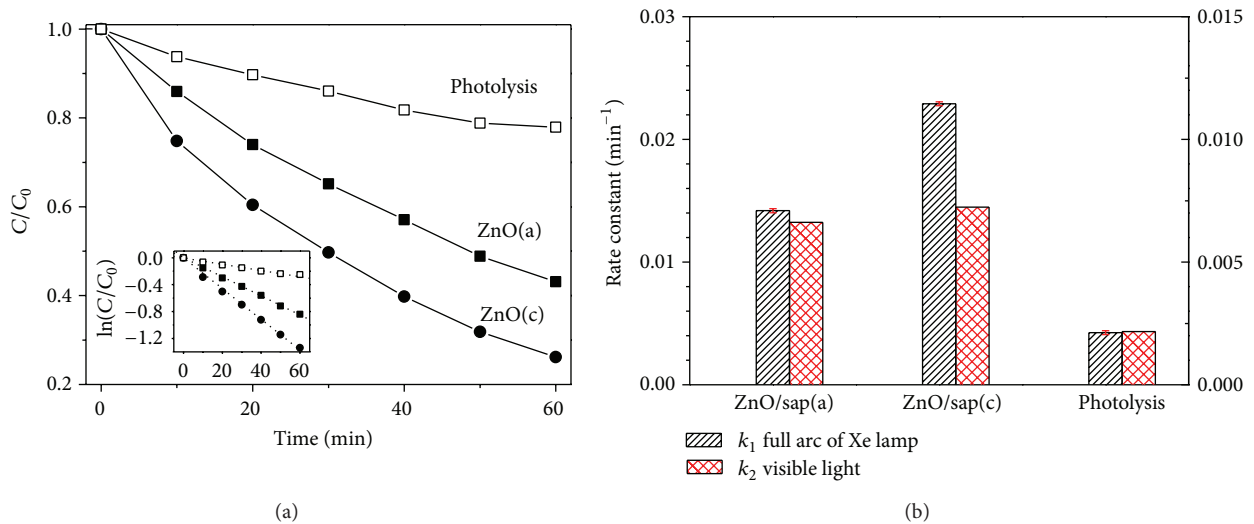 1.0
0.8
0.6
0.4
0.2
C/C₀
Photolysis
ZnO(a)
ZnO(c)
0.0
−0.4
−0.8
−1.2
ln(C/C₀)
0 20 40 60
0 20 40 60
Time (min)
(a)
0.03
0.02
0.01
0.00
Rate constant (min⁻¹)
0.015
0.010
0.005
0.000
ZnO/sap(a) ZnO/sap(c) Photolysis
k₁ full arc of Xe lamp
k₂ visible light
(b)